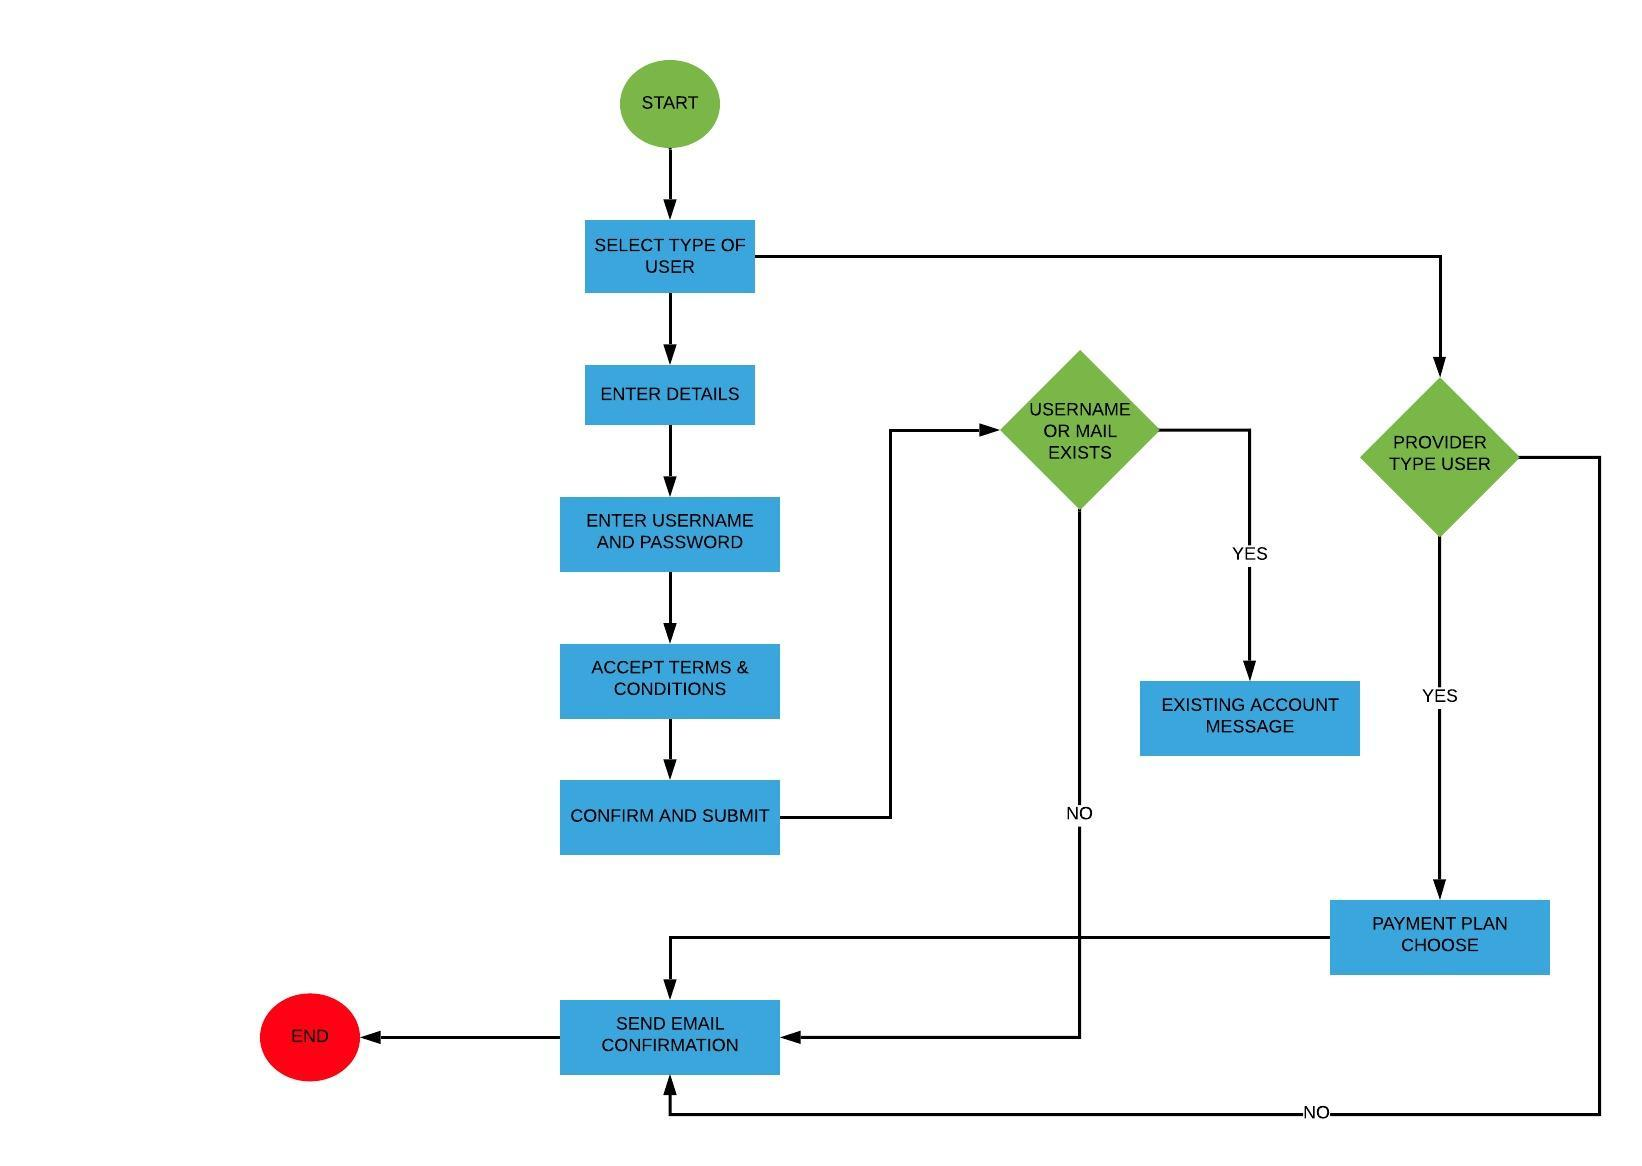 START
SELECT TYPE OF
USER
ENTER DETAILS
USERNAME
OR MAIL
EXISTS
PROVIDER
TYPE USER
ENTER USERNAME
AND PASSWORD
YES
ACCEPT TERMS &
CONDITIONS
EXISTING ACCOUNT
MESSAGE
YES
CONFIRM AND SUBMIT
NO
PAYMENT PLAN
CHOOSE
SEND EMAIL
CONFIRMATION
END
NO